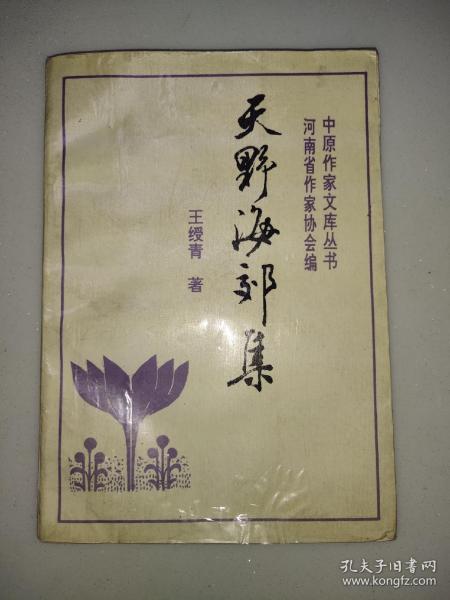 中原作家文库丛书
河南省作家协会编
天野海郊集
王绶青 著
孔夫子旧书网
www.kongfz.com